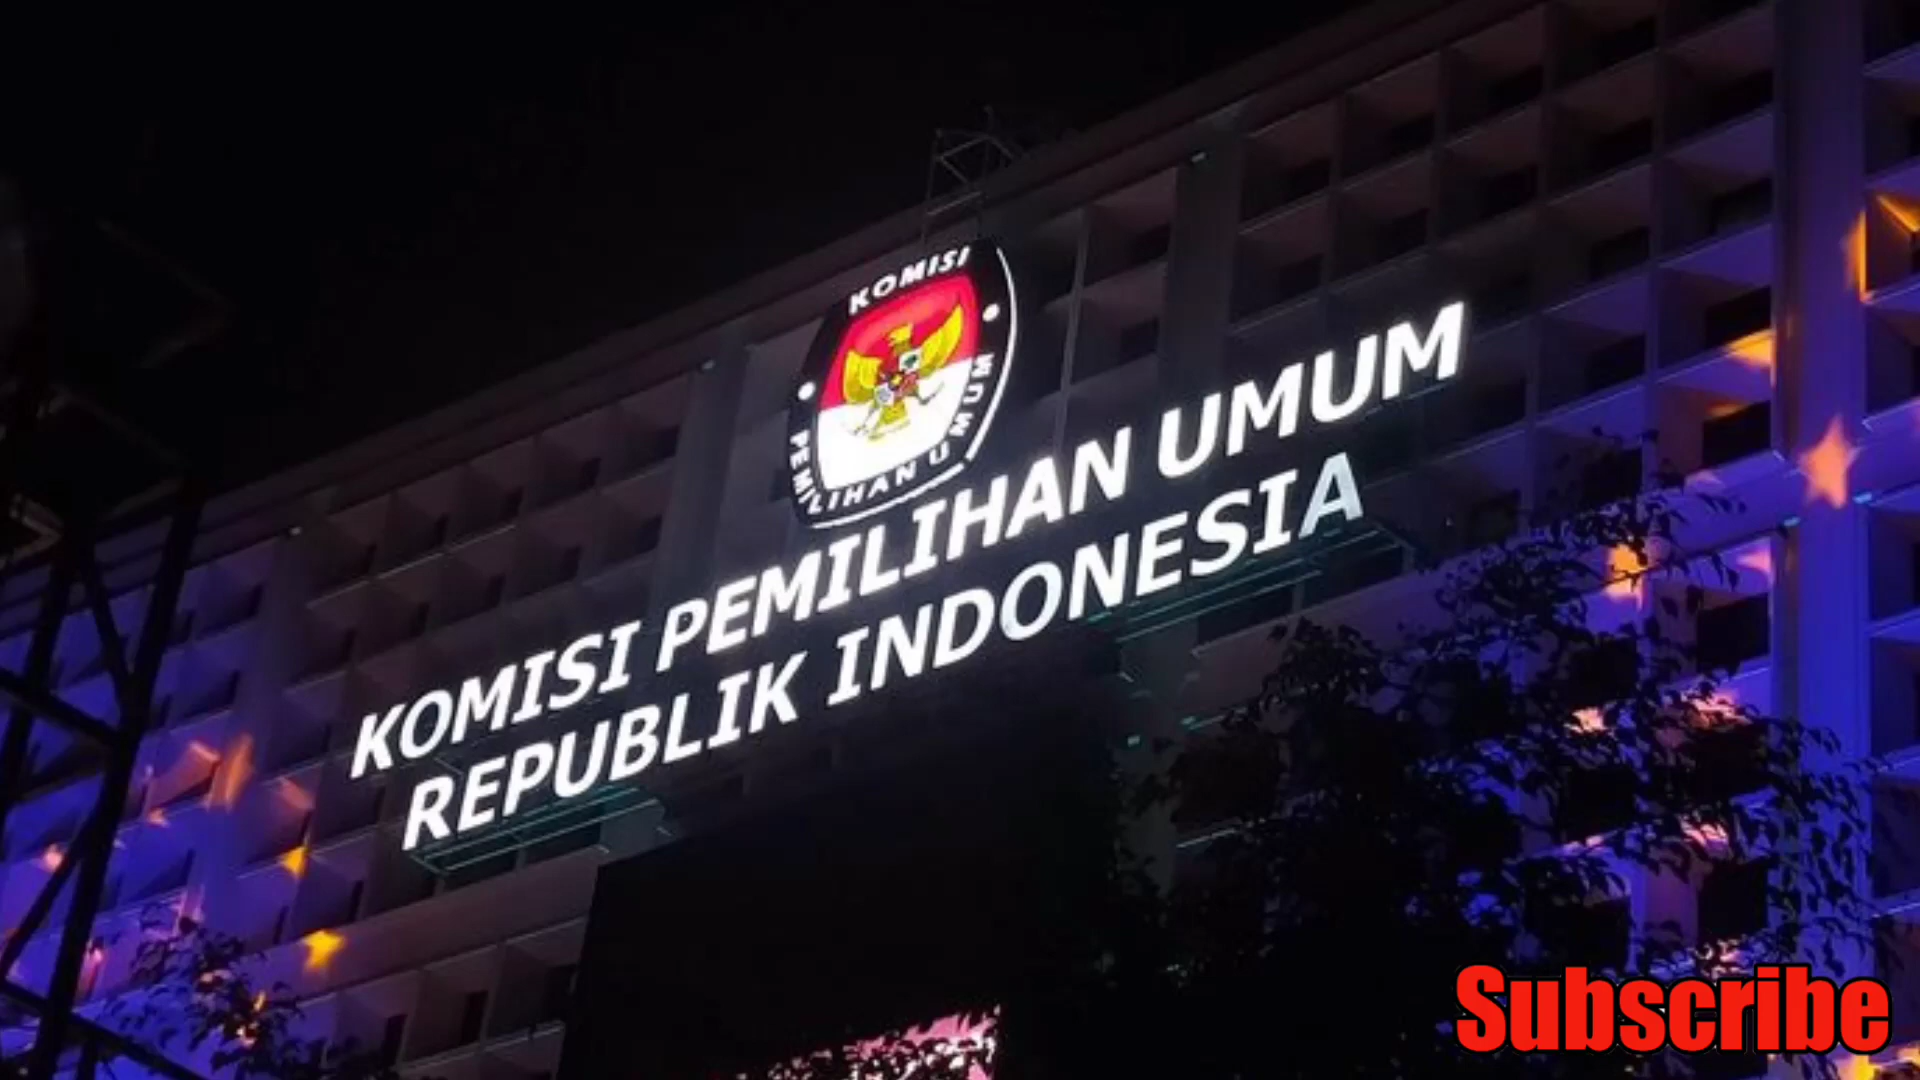 KOMISI
PEMILIHAN UMUM
KOMISI PEMILIHAN UMUM
REPUBLIK INDONESIA
Subscribe